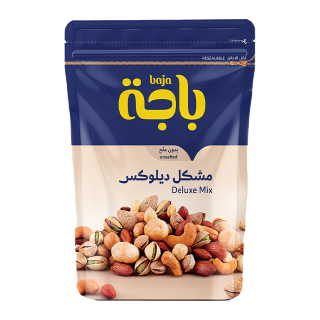 RESEALABLE
baja
باجة
بدون ملح
unsalted
مشكل ديلوكس
Deluxe Mix